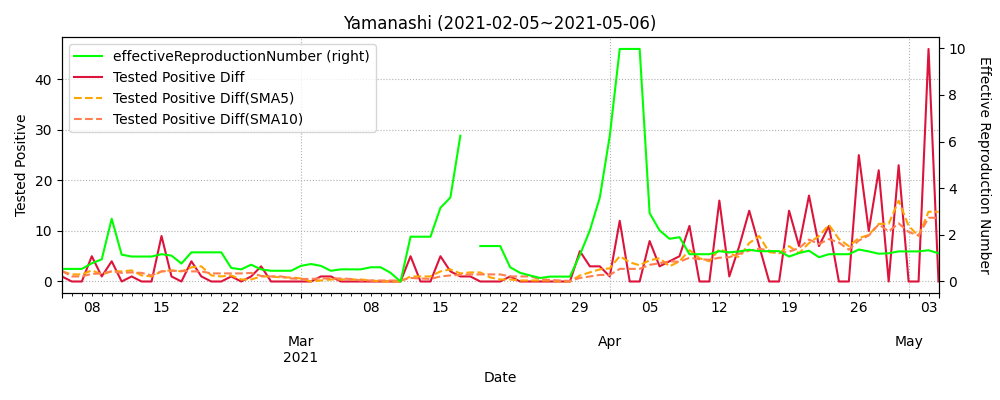 Yamanashi (2021-02-05~2021-05-06)
effectiveReproductionNumber (right)
Tested Positive Diff
Tested Positive Diff(SMA5)
Tested Positive Diff(SMA10)
Tested Positive
40
30
20
10
0
Effective Reproduction Number
10
8
6
4
2
0
08 15 22 08 15 22 29 05 12 19 26 03
Mar Apr May
2021
Date